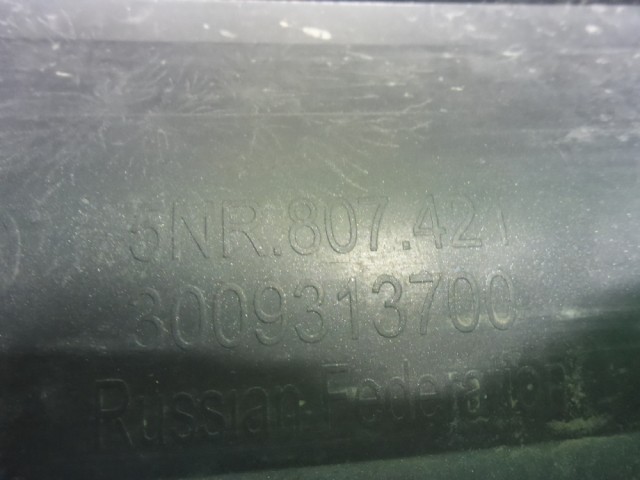 5NR.807.421
3009313700
Russian Federation